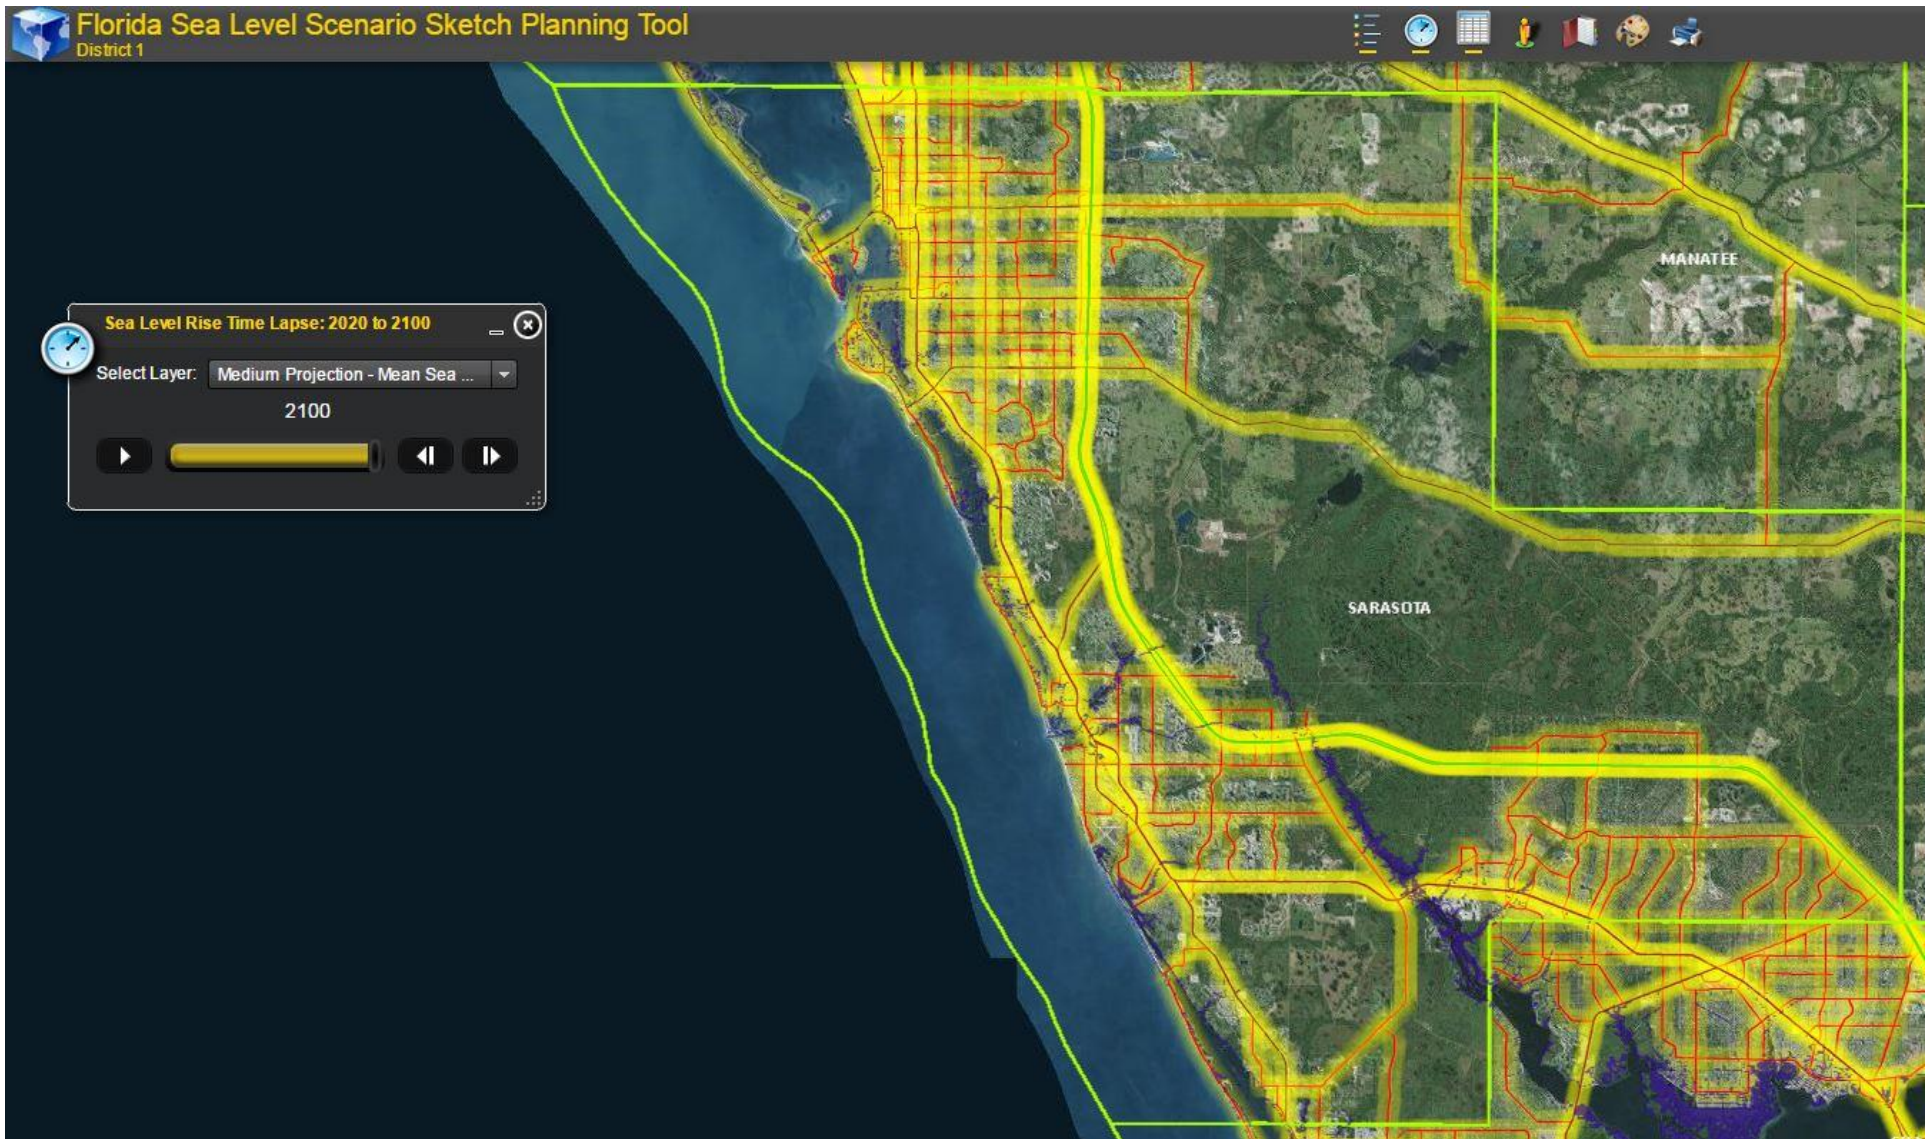 Florida Sea Level Scenario Sketch Planning Tool
District 1
MANATEE
Sea Level Rise Time Lapse: 2020 to 2100
Select Layer: Medium Projection - Mean Sea ...
2100
SARASOTA